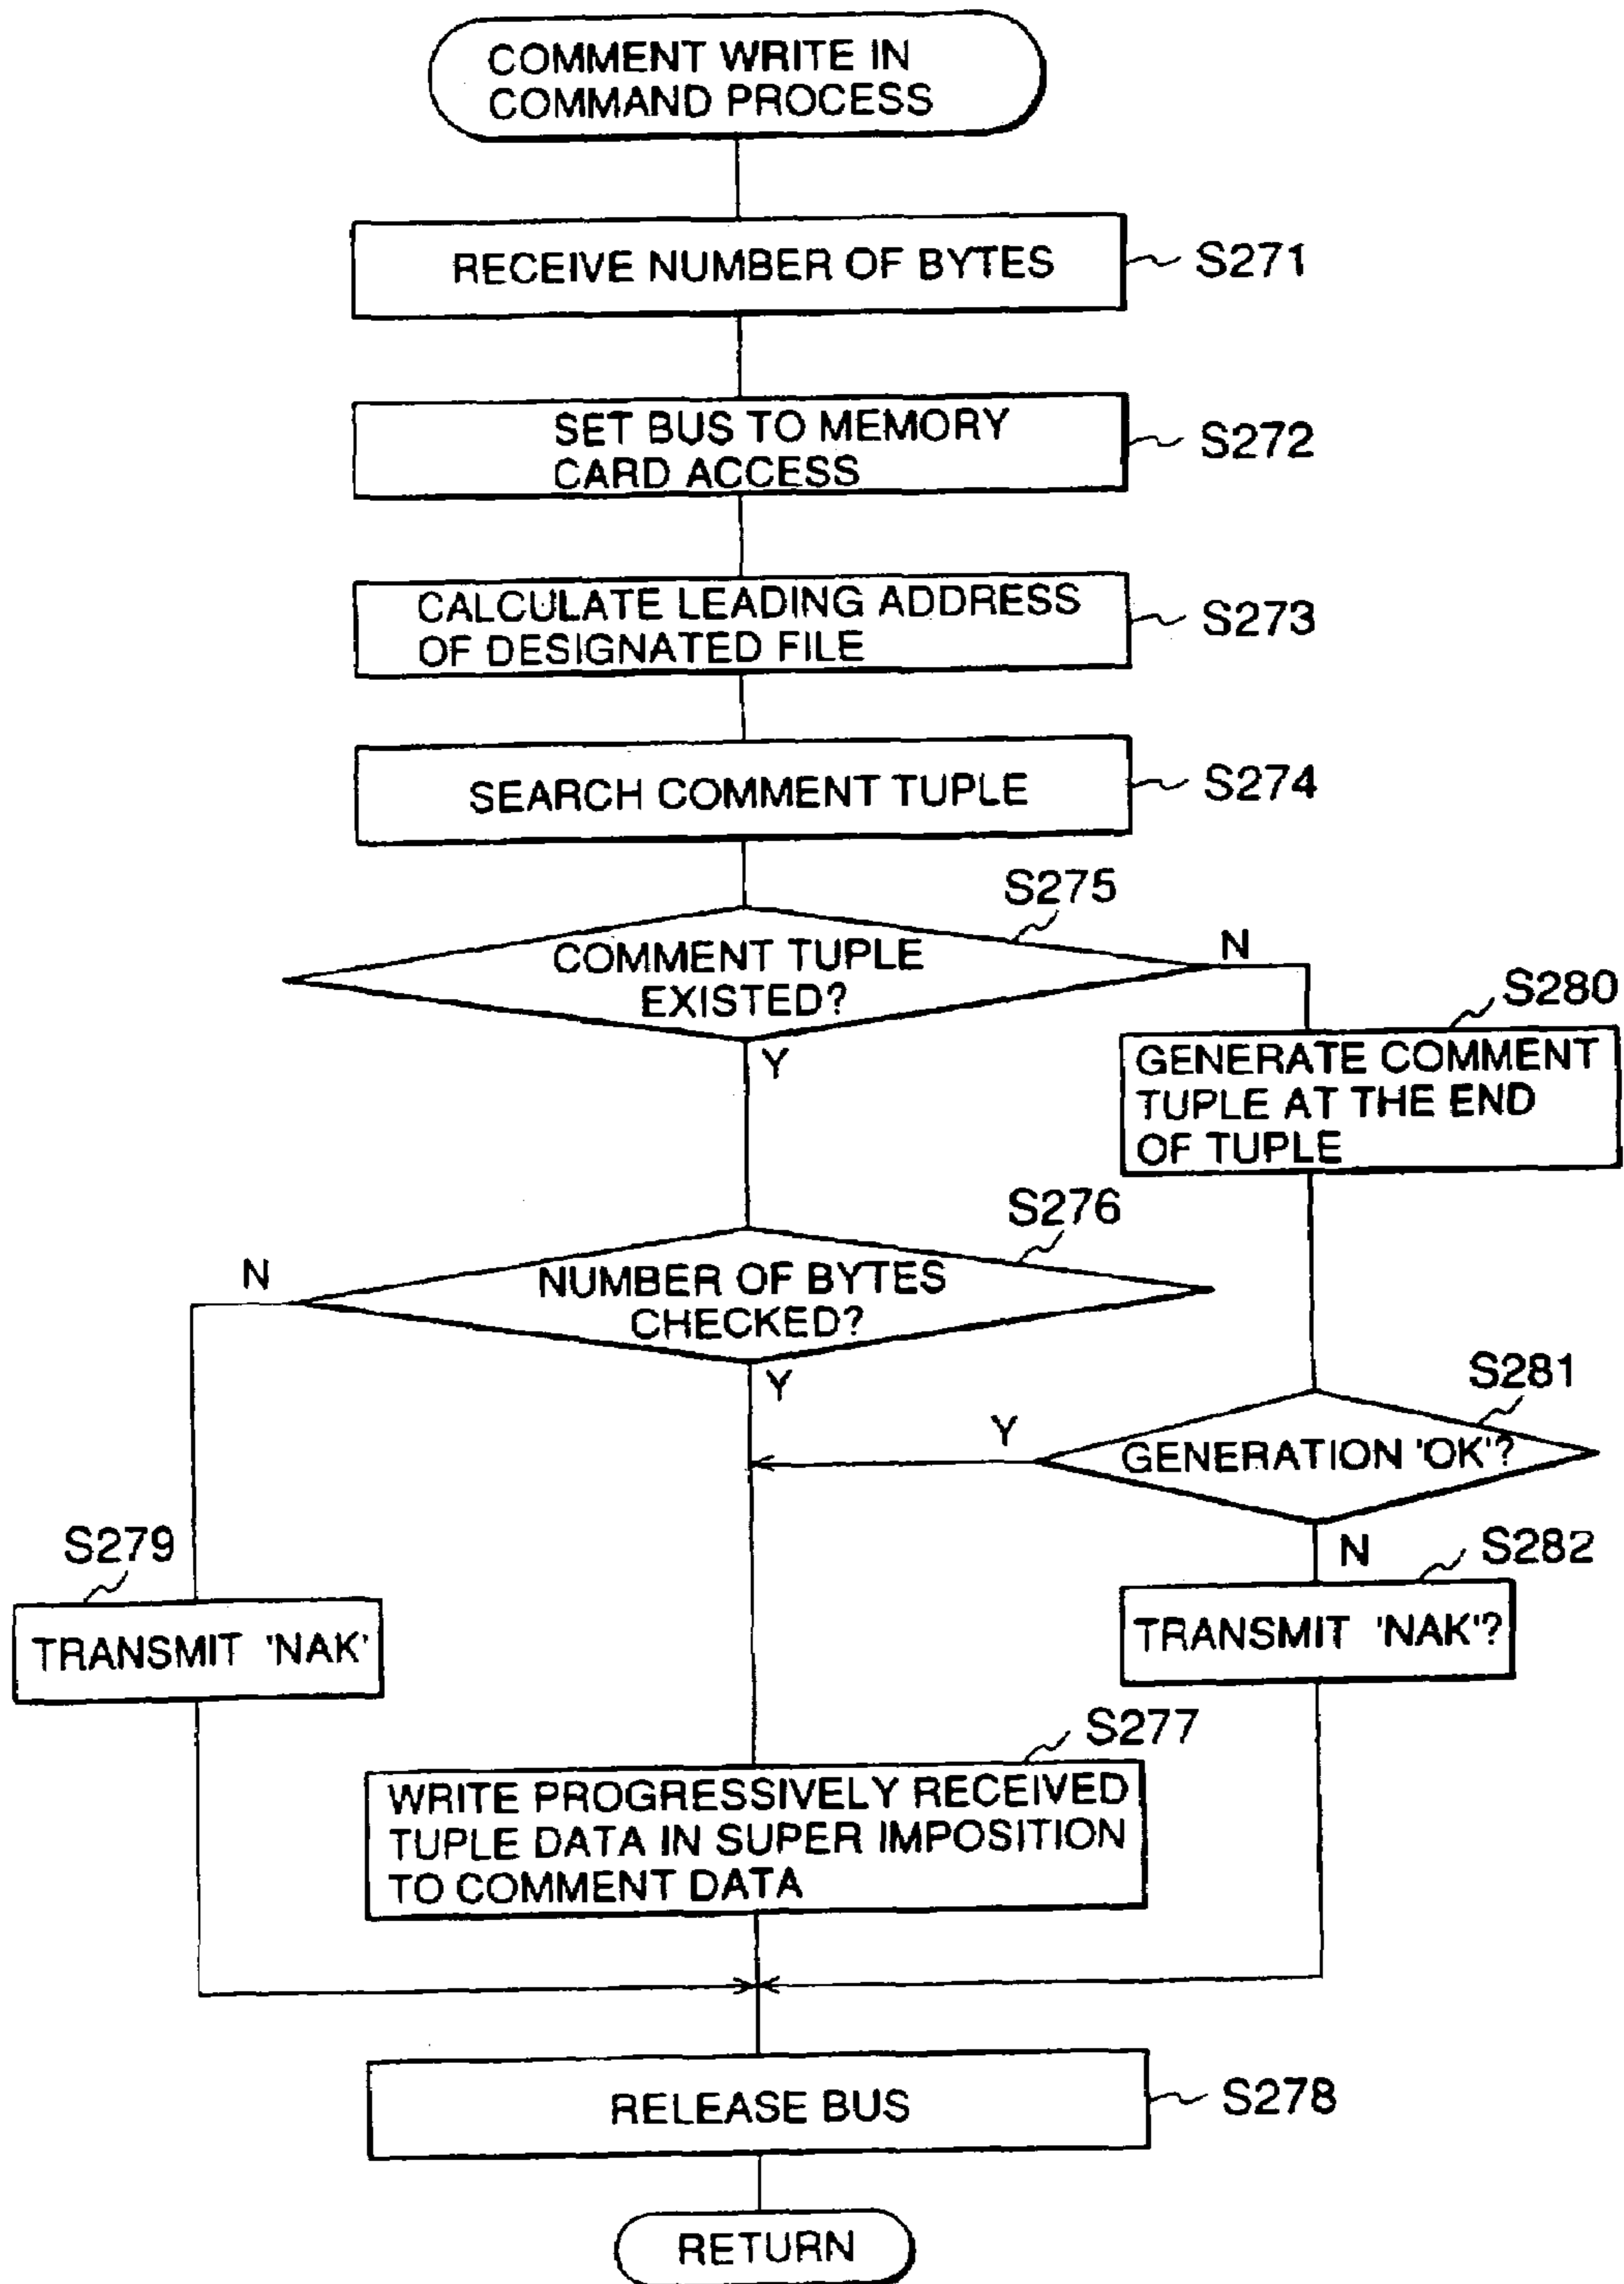 COMMENT WRITE IN
COMMAND PROCESS
RECEIVE NUMBER OF BYTES
S271
SET BUS TO MEMORY
CARD ACCESS
S272
CALCULATE LEADING ADDRESS
OF DESIGNATED FILE
S273
SEARCH COMMENT TUPLE
S274
S275
COMMENT TUPLE
EXISTED?
N
Y
S280
GENERATE COMMENT
TUPLE AT THE END
OF TUPLE
S276
N
NUMBER OF BYTES
CHECKED?
Y
S281
Y
GENERATION 'OK'?
N
S279
TRANSMIT 'NAK'
S282
TRANSMIT 'NAK'?
S277
WRITE PROGRESSIVELY RECEIVED
TUPLE DATA IN SUPER IMPOSITION
TO COMMENT DATA
RELEASE BUS
S278
RETURN